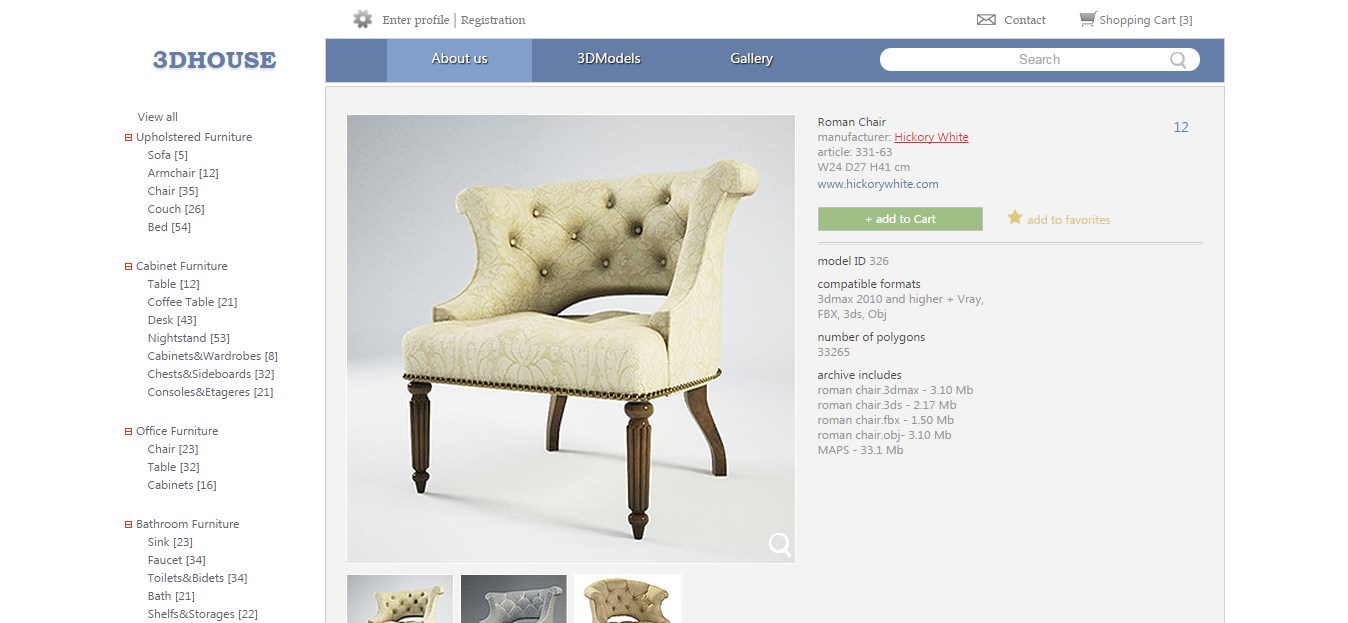 Enter profile | Registration
Contact
Shopping Cart [3]
3DHOUSE
About us
3DModels
Gallery
Search
View all
Upholstered Furniture
Sofa [5]
Armchair [12]
Chair [35]
Couch [26]
Bed [54]
Cabinet Furniture
Table [12]
Coffee Table [21]
Desk [43]
Nightstand [53]
Cabinets&Wardrobes [8]
Chests&Sideboards [32]
Consoles&Etageres [21]
Office Furniture
Chair [23]
Table [32]
Cabinets [16]
Bathroom Furniture
Sink [23]
Faucet [34]
Toilets&Bidets [34]
Bath [21]
Shelfs&Storages [22]
Roman Chair
12
manufacturer: Hickory White
article: 331-63
W24 D27 H41 cm
www.hickorywhite.com
+ add to Cart
add to favorites
model ID 326
compatible formats
3dmax 2010 and higher + Vray,
FBX, 3ds, Obj
number of polygons
33265
archive includes
roman chair.3dmax - 3.10 Mb
roman chair.3ds - 2.17 Mb
roman chair.fbx - 1.50 Mb
roman chair.obj- 3.10 Mb
MAPS - 33.1 Mb